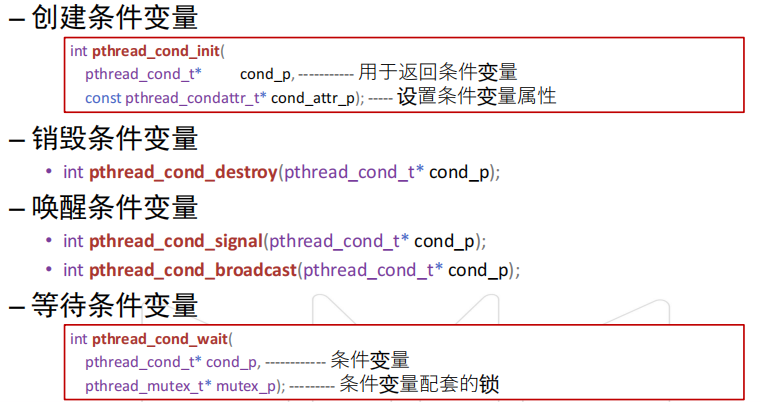 – 创建条件变量
int pthread_cond_init(
pthread_cond_t* cond_p, ----------- 用于返回条件变量
const pthread_condattr_t* cond_attr_p); ----- 设置条件变量属性
– 销毁条件变量
• int pthread_cond_destroy(pthread_cond_t* cond_p);
– 唤醒条件变量
• int pthread_cond_signal(pthread_cond_t* cond_p);
• int pthread_cond_broadcast(pthread_cond_t* cond_p);
– 等待条件变量
int pthread_cond_wait(
pthread_cond_t* cond_p, ------------ 条件变量
pthread_mutex_t* mutex_p); --------- 条件变量配套的锁